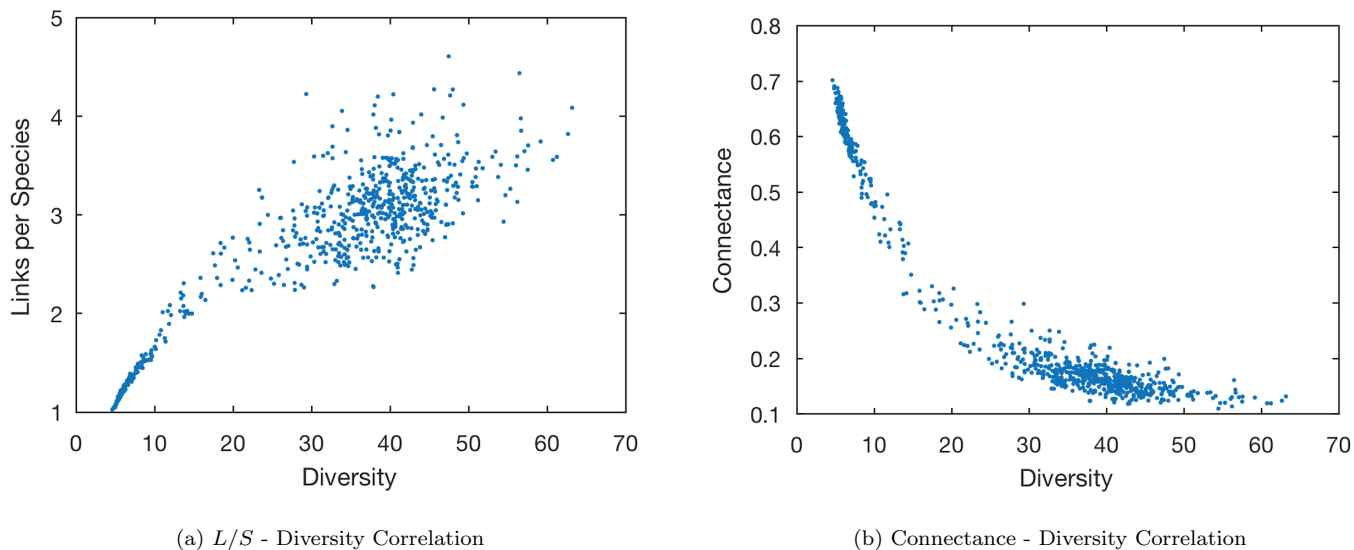 5
4
3
2
1
0 10 20 30 40 50 60 70
Links per Species
Diversity
(a) L/S - Diversity Correlation
0.8
0.7
0.6
0.5
0.4
0.3
0.2
0.1
0 10 20 30 40 50 60 70
Connectance
Diversity
(b) Connectance - Diversity Correlation